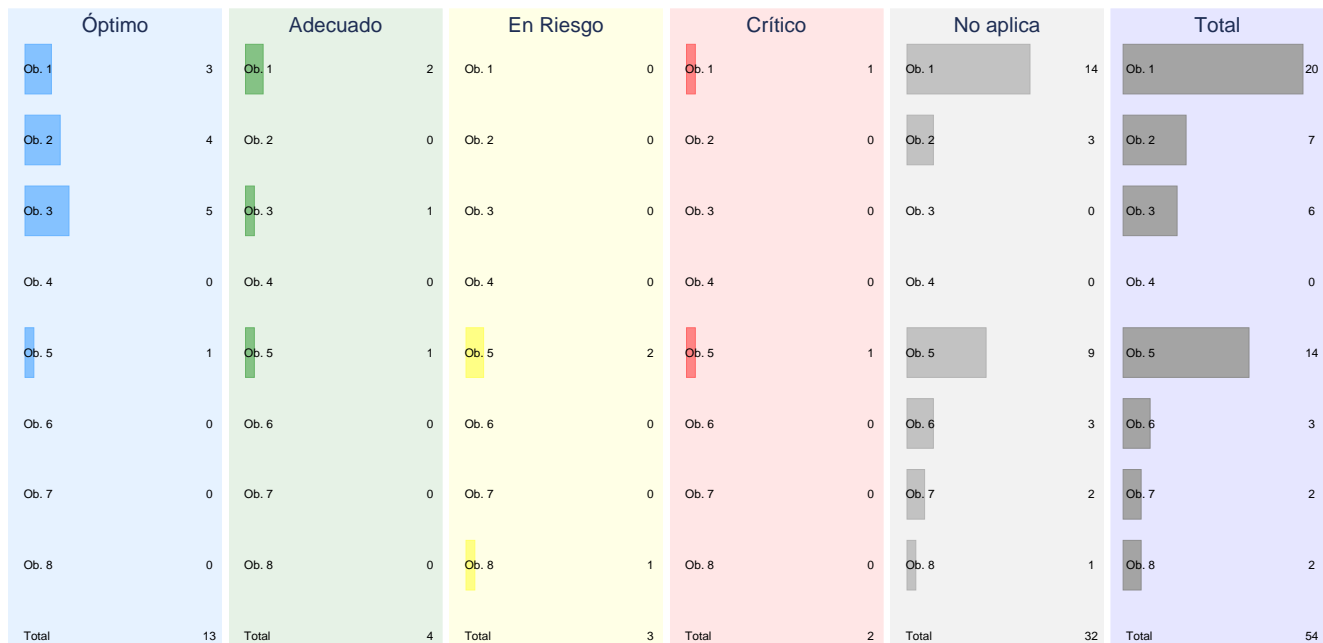 Óptimo Adecuado En Riesgo Crítico No aplica Total
Ob. 1 3 Ob. 1 2 Ob. 1 0 Ob. 1 1 Ob. 1 14 Ob. 1 20
Ob. 2 4 Ob. 2 0 Ob. 2 0 Ob. 2 0 Ob. 2 3 Ob. 2 7
Ob. 3 5 Ob. 3 1 Ob. 3 0 Ob. 3 0 Ob. 3 0 Ob. 3 6
Ob. 4 0 Ob. 4 0 Ob. 4 0 Ob. 4 0 Ob. 4 0 Ob. 4 0
Ob. 5 1 Ob. 5 1 Ob. 5 2 Ob. 5 1 Ob. 5 9 Ob. 5 14
Ob. 6 0 Ob. 6 0 Ob. 6 0 Ob. 6 0 Ob. 6 3 Ob. 6 3
Ob. 7 0 Ob. 7 0 Ob. 7 0 Ob. 7 0 Ob. 7 2 Ob. 7 2
Ob. 8 0 Ob. 8 0 Ob. 8 1 Ob. 8 0 Ob. 8 1 Ob. 8 2
Total 13 Total 4 Total 3 Total 2 Total 32 Total 54